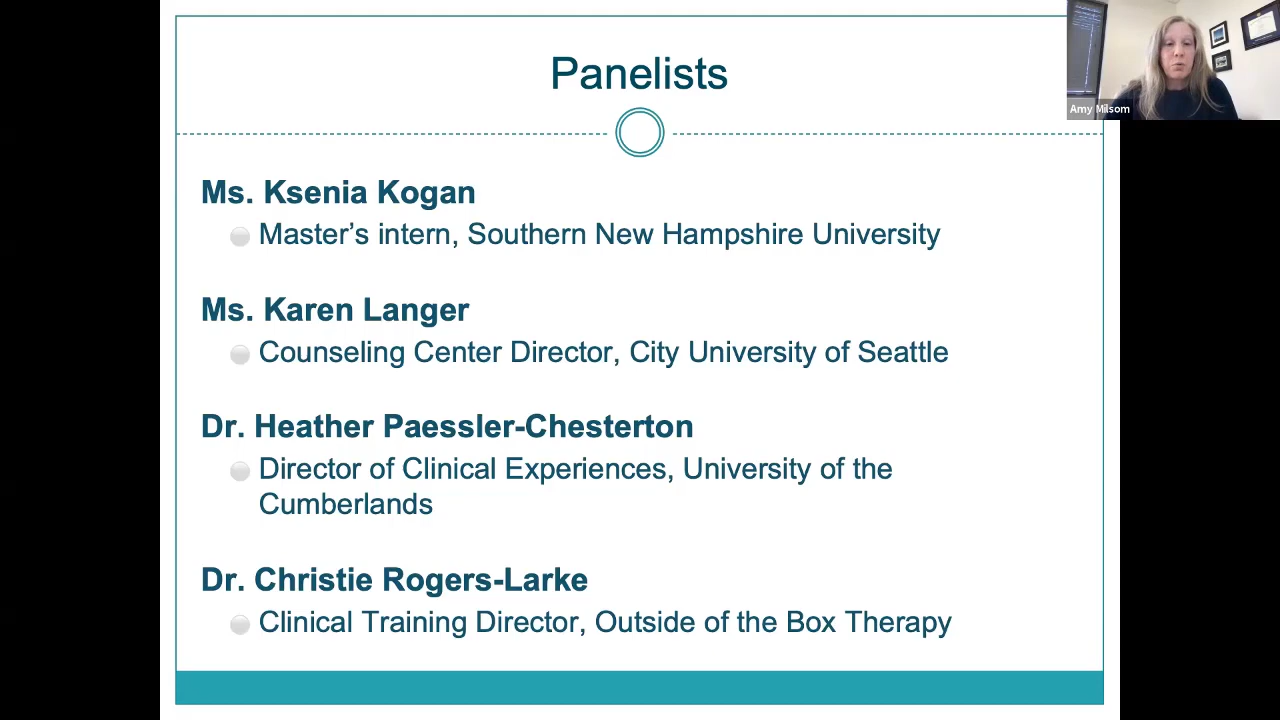 Panelists
Amy Milsom
Ms. Ksenia Kogan
Master’s intern, Southern New Hampshire University
Ms. Karen Langer
Counseling Center Director, City University of Seattle
Dr. Heather Paessler-Chesterton
Director of Clinical Experiences, University of the
Cumberlands
Dr. Christie Rogers-Larke
Clinical Training Director, Outside of the Box Therapy